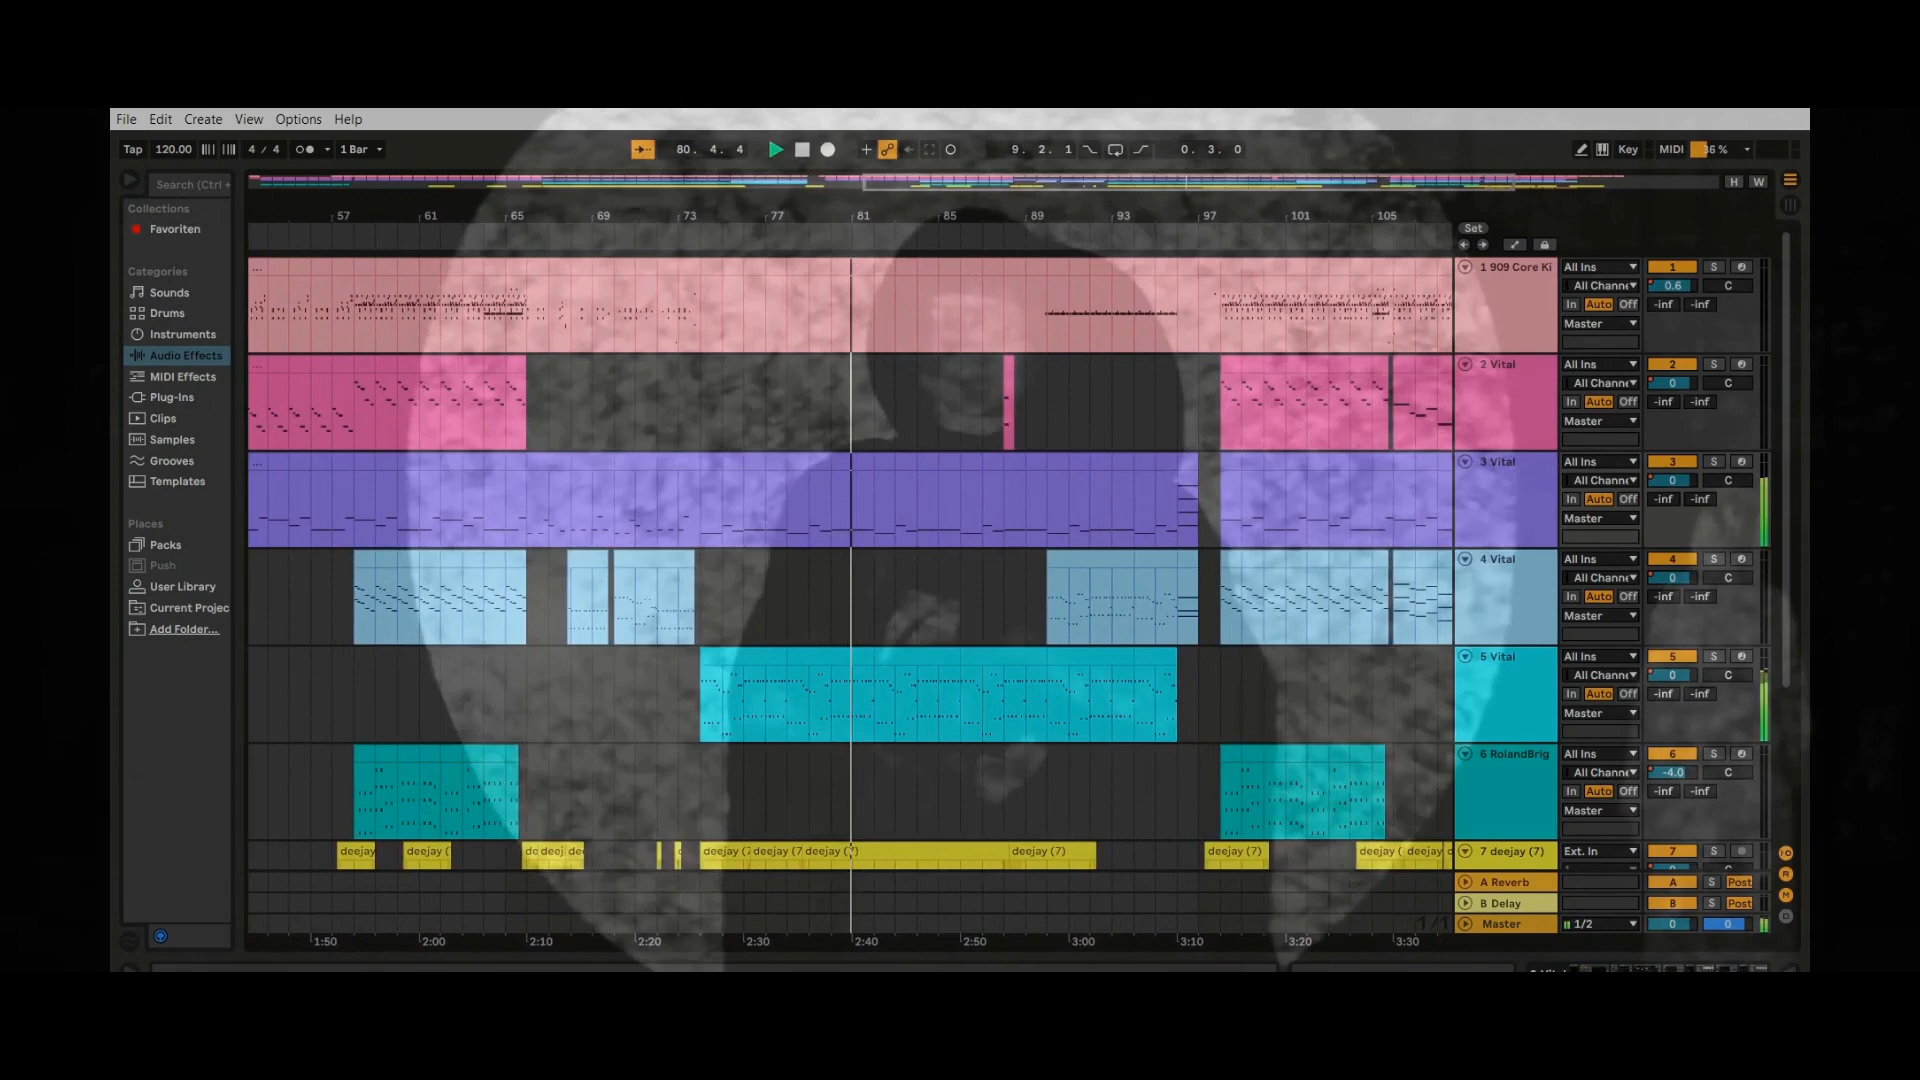 File Edit Create View Options Help
Tap 120.00 4 / 4 1 Bar 80. 4. 4 9. 2. 1 0. 3. 0 Key MIDI 36 %
Search (Ctrl +
H W
Collections
Favoriten
Categories
Sounds
Drums
Instruments
Audio Effects
MIDI Effects
Plug-Ins
Clips
Samples
Grooves
Templates
Places
Packs
Push
User Library
Current Projec
Add Folder...
57 61 65 69 73 77 81 85 89 93 97 101 105
Set
1 909 Core Ki All Ins 1 S
All Channe 0.6 C
In Auto Off -inf -inf
Master
2 Vital All Ins 2 S
All Channe 0 C
In Auto Off -inf -inf
Master
3 Vital All Ins 3 S
All Channe 0 C
In Auto Off -inf -inf
Master
4 Vital All Ins 4 S
All Channe 0 C
In Auto Off -inf -inf
Master
5 Vital All Ins 5 S
All Channe 0 C
In Auto Off -inf -inf
Master
6 RolandBrig All Ins 6 S
All Channe -4.0 C
In Auto Off -inf -inf
Master
deejay deejay ( de deej dee deejay (7 deejay (7 deejay (7) deejay (7) deejay (7) deejay ( deejay 7 deejay (7) Ext. In 7 S
A Reverb A S Post
B Delay B S Post
1/1 Master 1/2 0 0
1:50 2:00 2:10 2:20 2:30 2:40 2:50 3:00 3:10 3:20 3:30